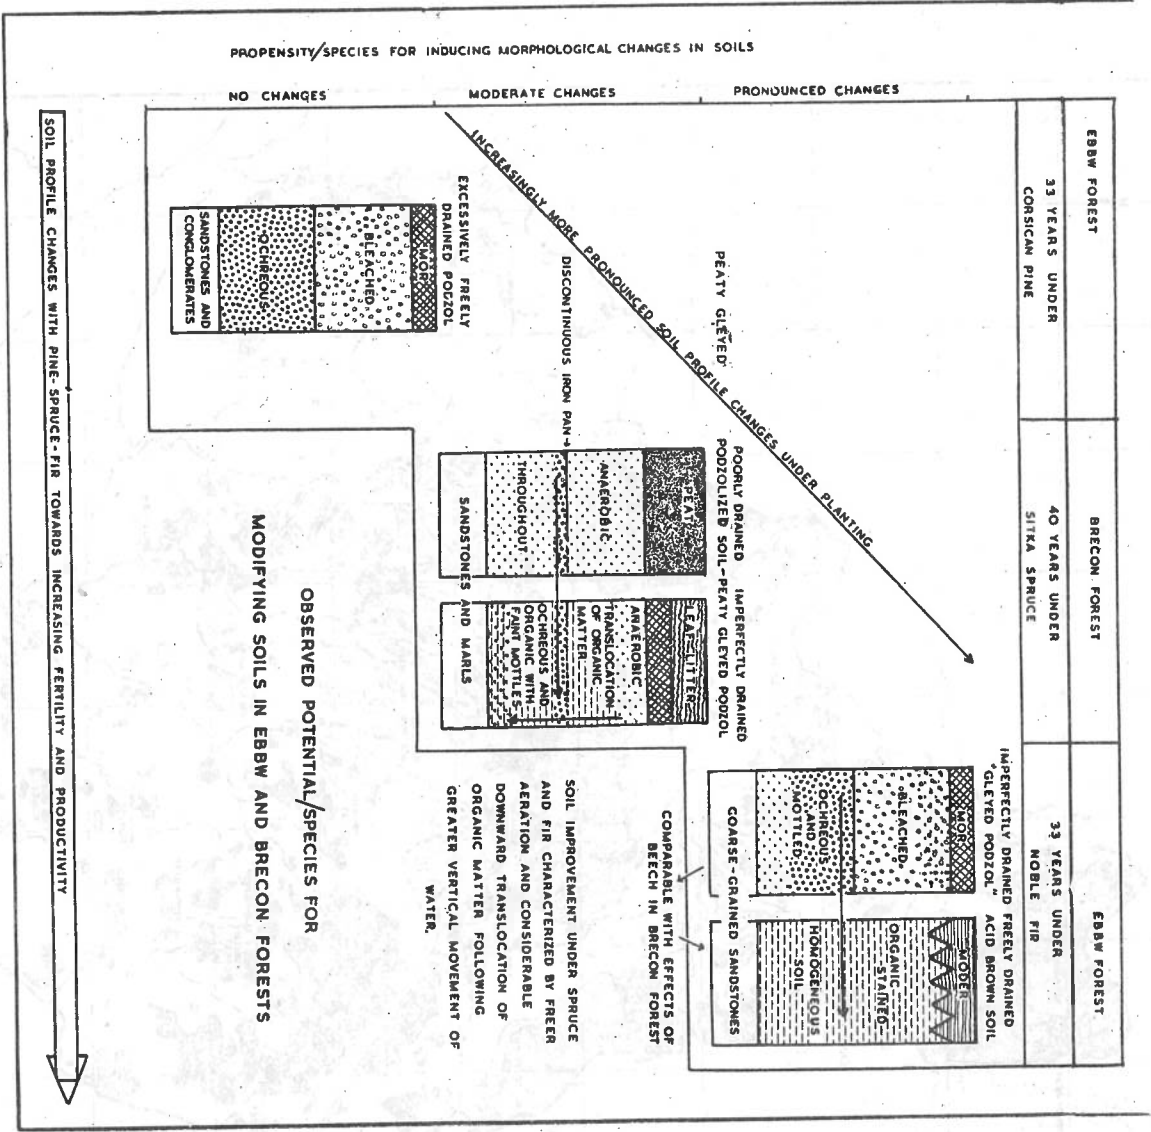 PROPENSITY/SPECIES FOR INDUCING MORPHOLOGICAL CHANGES IN SOILS
NO CHANGES
MODERATE CHANGES
PRONOUNCED CHANGES
EBBW FOREST
33 YEARS UNDER
CORSICAN PINE
BRECON FOREST
40 YEARS UNDER
SITKA SPRUCE
EBBW FOREST
33 YEARS UNDER
NOBLE FIR
INCREASINGLY MORE PRONOUNCED SOIL PROFILE CHANGES UNDER PLANTING
EXCESSIVELY FREELY
DRAINED PODZOL
MOR
BLEACHED
OCHREOUS
SANDSTONES AND
CONGLOMERATES
PEATY GLEYED
DISCONTINUOUS IRON PAN
POORLY DRAINED
PODZOLIZED SOIL-PEATY GLEYED PODZOL
IMPERFECTLY DRAINED
PEAT
ANAEROBIC
THROUGHOUT
LEAF-LITTER
ANAEROBIC
TRANSLOCATION
OF ORGANIC
MATTER
OCHREOUS AND
ORGANIC WITH
FAINT MOTTLES
SANDSTONES AND MARLS
IMPERFECTLY DRAINED
GLEYED PODZOL
FREELY DRAINED
ACID BROWN SOIL
MOR
BLEACHED
OCHREOUS
AND
MOTTLED
MODER
ORGANIC
STAINED
HOMOGENEOUS
SOIL
COARSE-GRAINED SANDSTONES
COMPARABLE WITH EFFECTS OF
BEECH IN BRECON FOREST
SOIL IMPROVEMENT UNDER SPRUCE
AND FIR CHARACTERIZED BY FREER
AERATION AND CONSIDERABLE
DOWNWARD TRANSLOCATION OF
ORGANIC MATTER FOLLOWING
GREATER VERTICAL MOVEMENT OF
WATER.
OBSERVED POTENTIAL/SPECIES FOR
MODIFYING SOILS IN EBBW AND BRECON FORESTS
SOIL PROFILE CHANGES WITH PINE-SPRUCE-FIR TOWARDS INCREASING FERTILITY AND PRODUCTIVITY